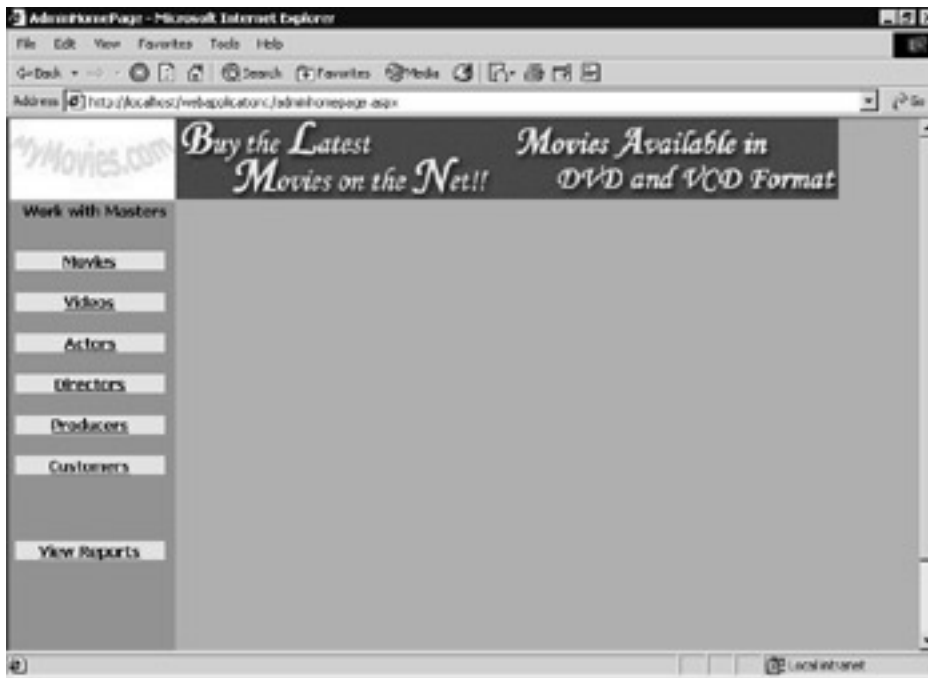 AdminHomePage - Microsoft Internet Explorer
File Edit View Favorites Tools Help
Back Search Favorites Media
Address http://localhost/webapplication1/adminhomepage.aspx Go
MyMovies.com
Buy the Latest
Movies on the Net!!
Movies Available in
DVD and VCD Format
Work with Masters
Movies
Videos
Actors
Directors
Producers
Customers
View Reports
Local intranet